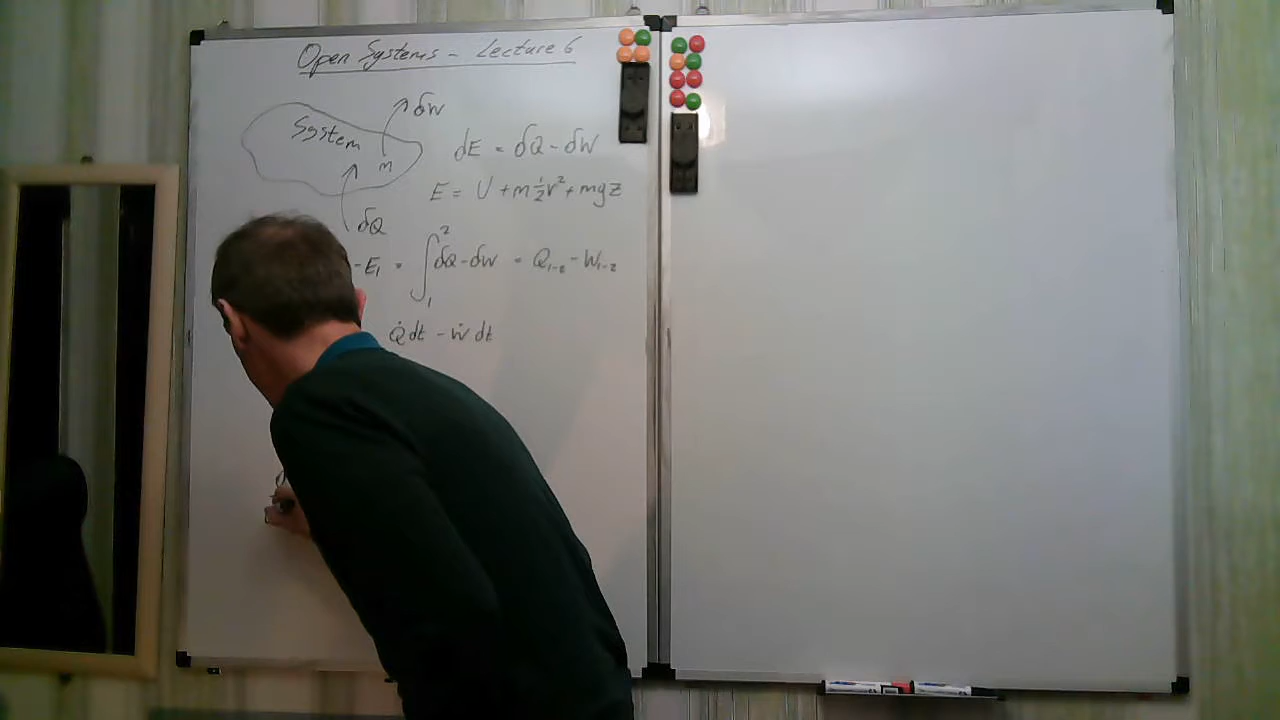 Open Systems - Lecture 6
δW
System
m
dE = δQ - δW
E = U + m½v² + mgz
δQ
-E₁ = ∫₁² δQ - δW = Q₁₋₂ - W₁₋₂
Q̇dt - Ẇdt